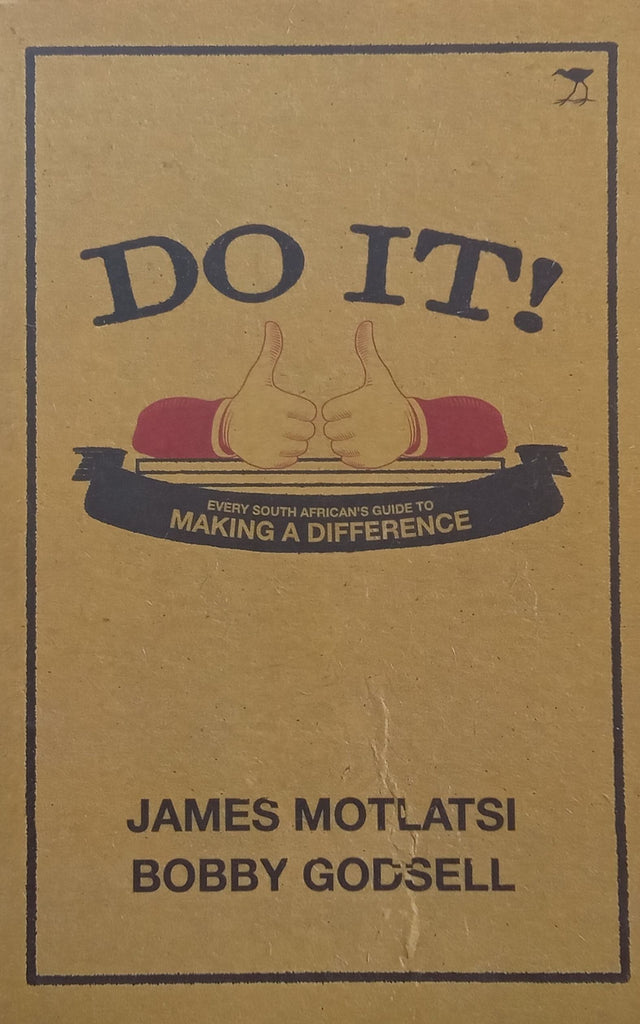 DO IT!
EVERY SOUTH AFRICAN'S GUIDE TO
MAKING A DIFFERENCE
JAMES MOTLATSI
BOBBY GODSELL